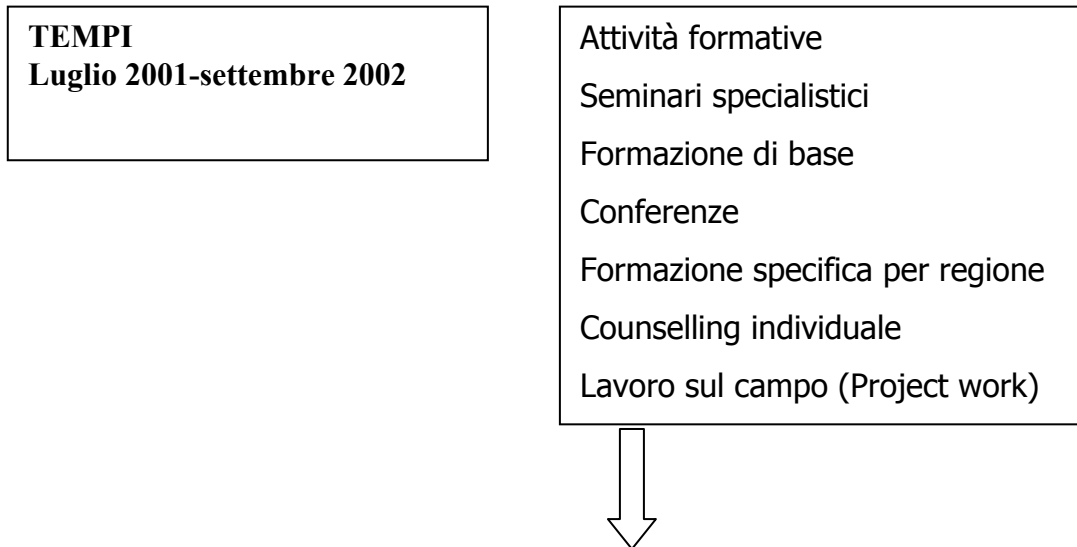 TEMPI
Luglio 2001-settembre 2002
Attività formative
Seminari specialistici
Formazione di base
Conferenze
Formazione specifica per regione
Counselling individuale
Lavoro sul campo (Project work)